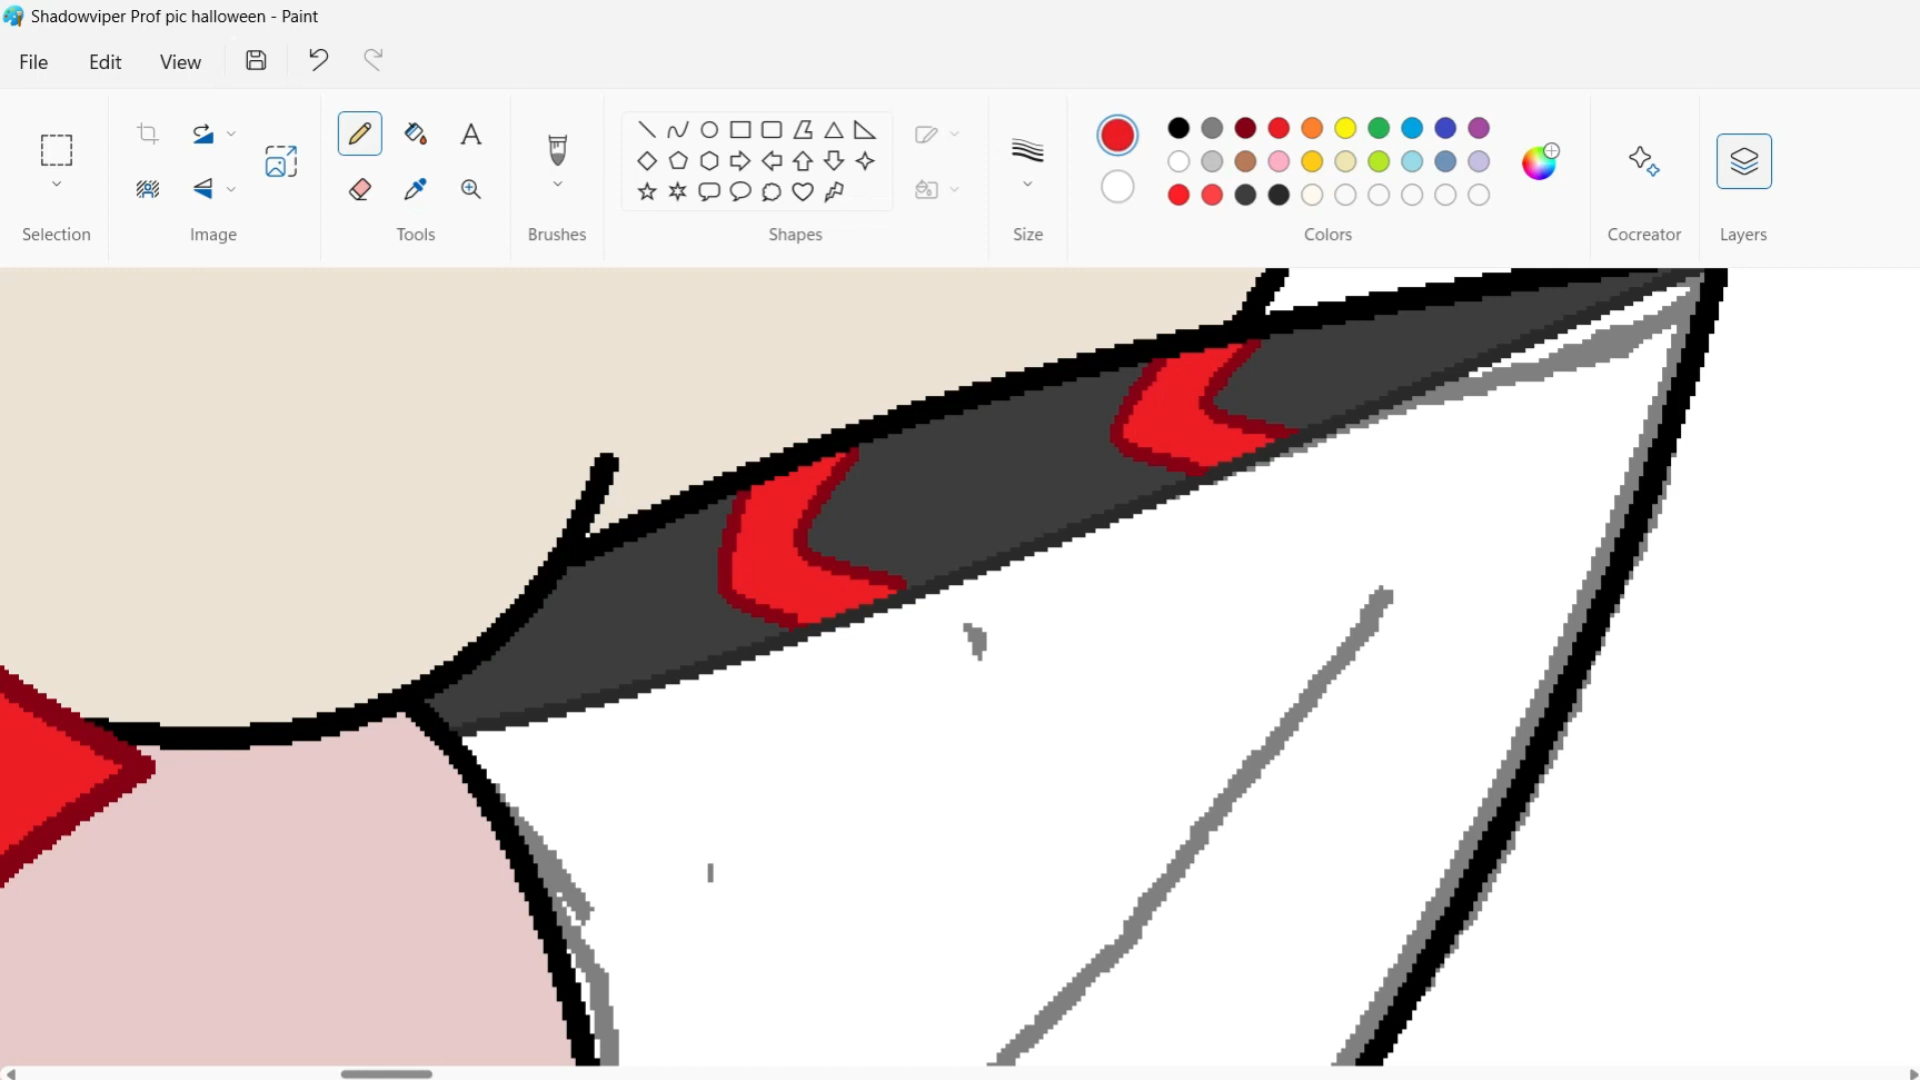 Shadowviper Prof pic halloween - Paint
File Edit View
A
Selection Image Tools Brushes Shapes Size Colors Cocreator Layers